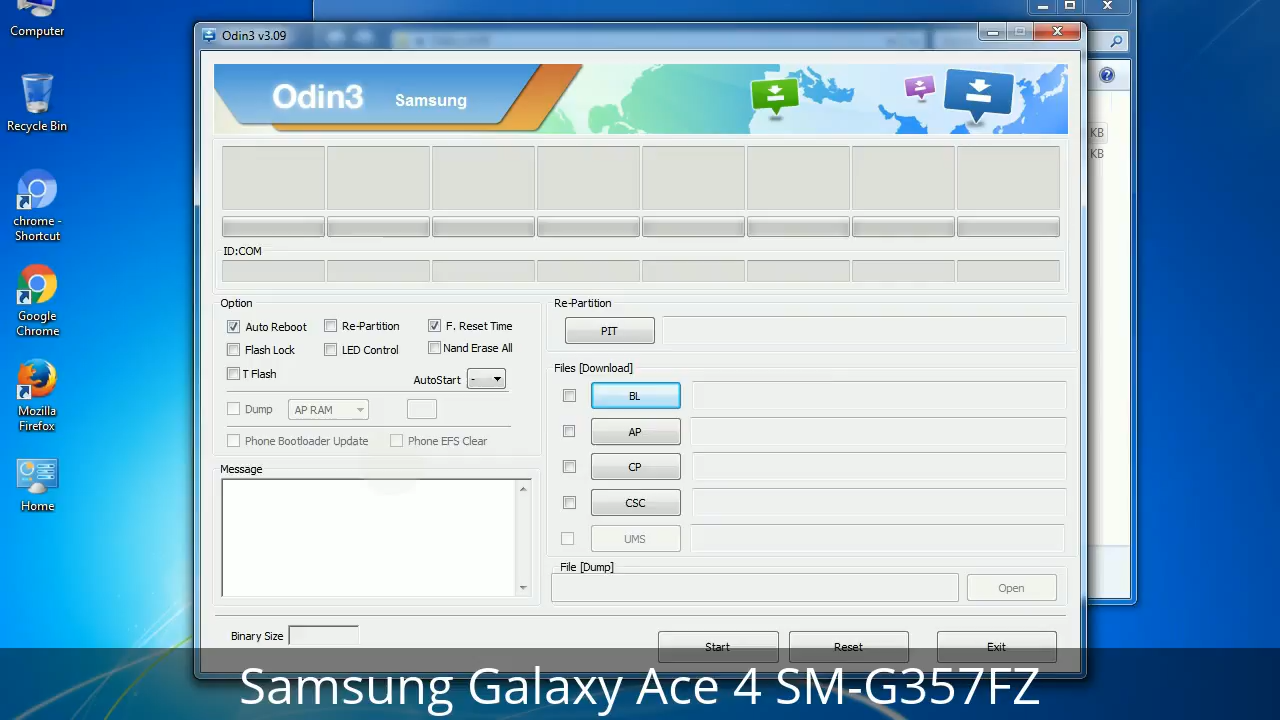 Computer
Recycle Bin
chrome -
Shortcut
Google
Chrome
Mozilla
Firefox
Home
Odin3 v3.09
KB
KB
Odin3 Samsung
ID:COM
Option
Auto Reboot
Re-Partition
F. Reset Time
Flash Lock
LED Control
Nand Erase All
T Flash
AutoStart -
Dump
AP RAM
Phone Bootloader Update
Phone EFS Clear
Message
Re-Partition
PIT
Files [Download]
BL
AP
CP
CSC
UMS
File [Dump]
Open
Binary Size
Start
Reset
Exit
Samsung Galaxy Ace 4 SM-G357FZ